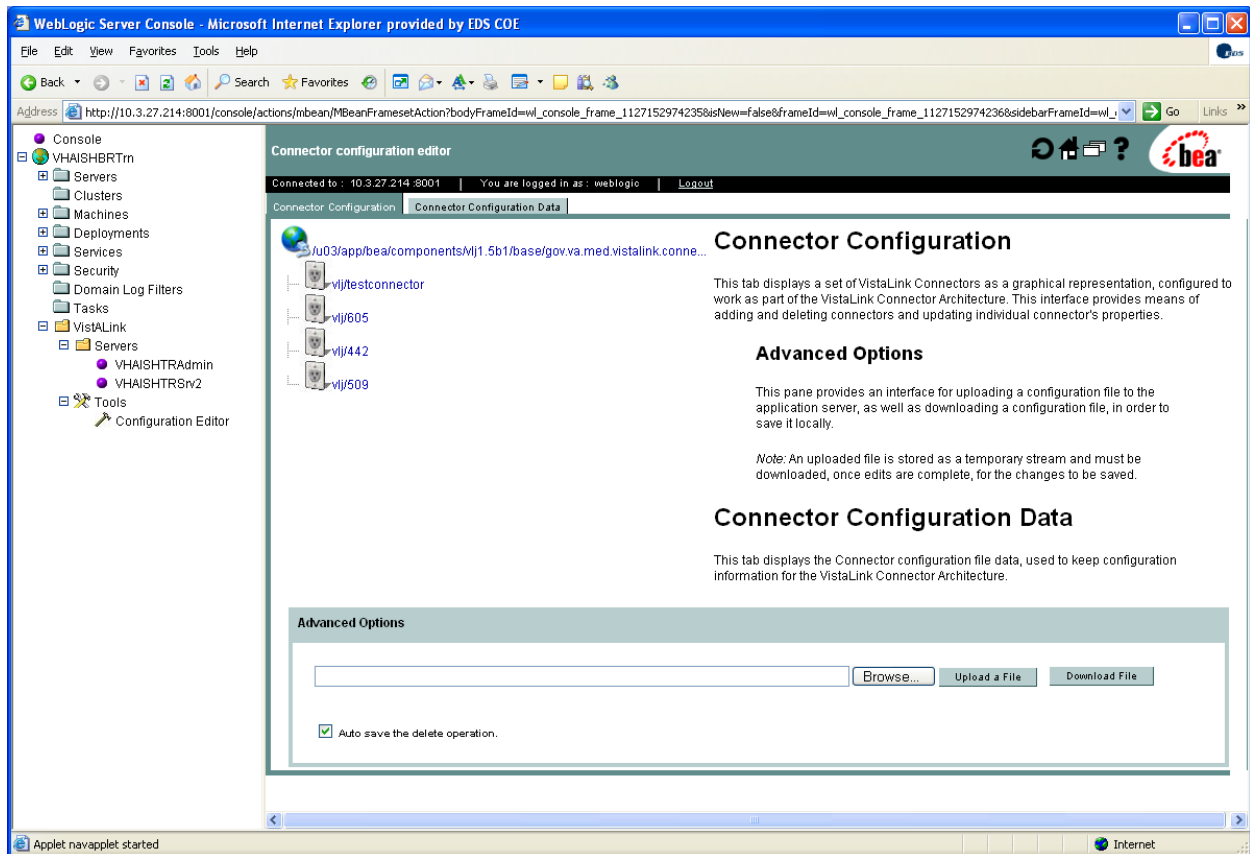 WebLogic Server Console - Microsoft Internet Explorer provided by EDS COE
File Edit View Favorites Tools Help
EDS
Back Search Favorites
Address http://10.3.27.214:8001/console/actions/mbean/MBeanFramesetAction?bodyFrameId=wl_console_frame_1127152974235&isNew=false&frameId=wl_console_frame_1127152974236&sidebarFrameId=wl_ Go Links »
Console
VHAISHBRTrn
Servers
Clusters
Machines
Deployments
Services
Security
Domain Log Filters
Tasks
VistALink
Servers
VHAISHTRAdmin
VHAISHTRSrv2
Tools
Configuration Editor
Connector configuration editor
?
bea
Connected to : 10.3.27.214 :8001 | You are logged in as : weblogic | Logout
Connector Configuration Connector Configuration Data
/u03/app/bea/components/vlj1.5b1/base/gov.va.med.vistalink.conne...
vlj/testconnector
vlj/605
vlj/442
vlj/509
Connector Configuration
This tab displays a set of VistaLink Connectors as a graphical representation, configured to
work as part of the VistaLink Connector Architecture. This interface provides means of
adding and deleting connectors and updating individual connector's properties.
Advanced Options
This pane provides an interface for uploading a configuration file to the
application server, as well as downloading a configuration file, in order to
save it locally.
Note: An uploaded file is stored as a temporary stream and must be
downloaded, once edits are complete, for the changes to be saved.
Connector Configuration Data
This tab displays the Connector configuration file data, used to keep configuration
information for the VistaLink Connector Architecture.
Advanced Options
Browse... Upload a File Download File
Auto save the delete operation.
Applet navapplet started
Internet